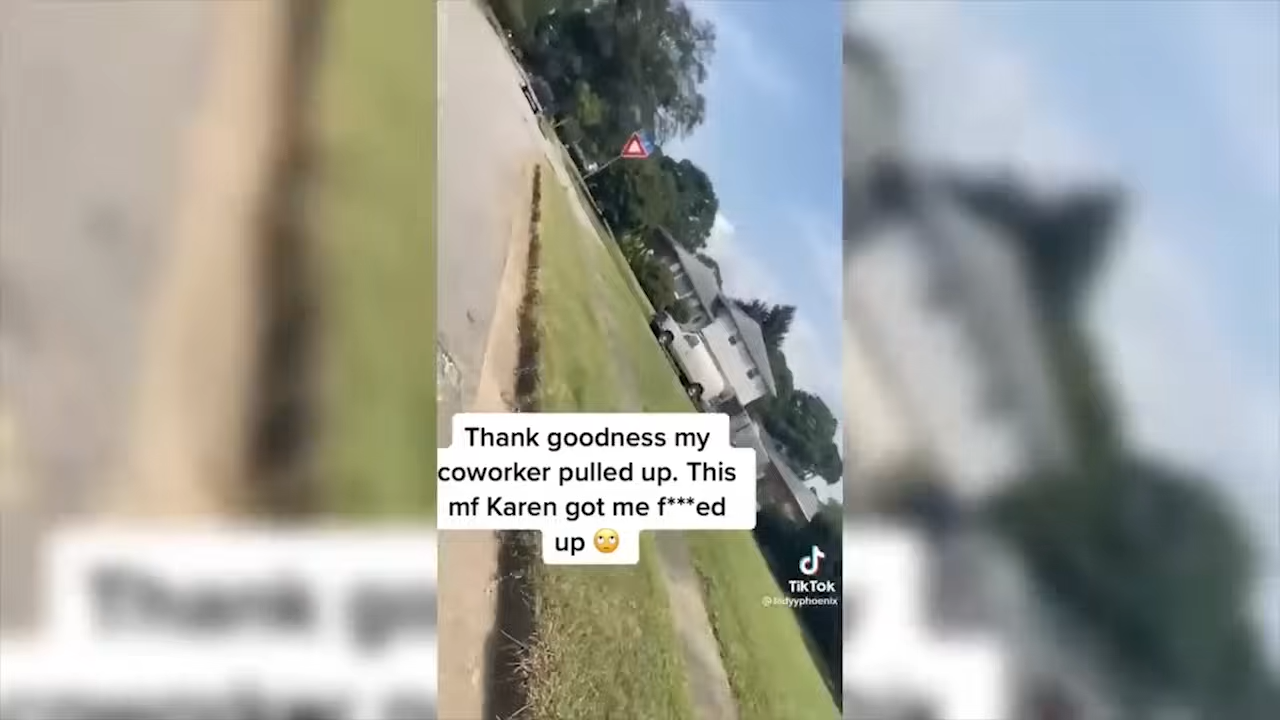 Thank goodness my
coworker pulled up. This
mf Karen got me f***ed
up 🙄
TikTok